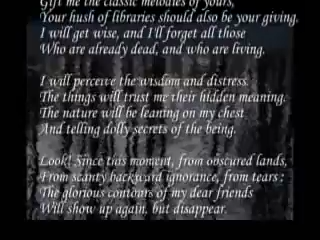 Gift me the classic melodies of yours,
Your hush of libraries should also be your giving.
I will get wise, and I'll forget all those
Who are already dead, and who are living.
I will perceive the wisdom and distress.
The things will trust me their hidden meaning.
The nature will be leaning on my chest
And telling dolly secrets of the being.
Look! Since this moment, from obscured lands,
From scanty backward ignorance, from tears :
The glorious contours of my dear friends
Will show up again, but disappear.